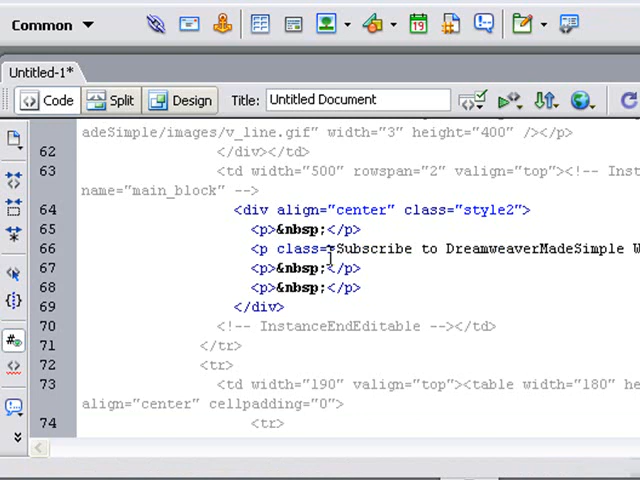 Common
Untitled-1*
Code Split Design Title: Untitled Document
adeSimple/images/v_line.gif" width="3" height="400" /></p>
62 </div></td>
63 <td width="500" rowspan="2" valign="top"><!-- Inst
name="main_block" -->
64 <div align="center" class="style2">
65 <p>&nbsp;</p>
66 <p class=>Subscribe to DreamweaverMadeSimple W
67 <p>&nbsp;</p>
68 <p>&nbsp;</p>
69 </div>
70 <!-- InstanceEndEditable --></td>
71 </tr>
72 <tr>
73 <td width="190" valign="top"><table width="180" he
align="center" cellpadding="0">
74 <tr>